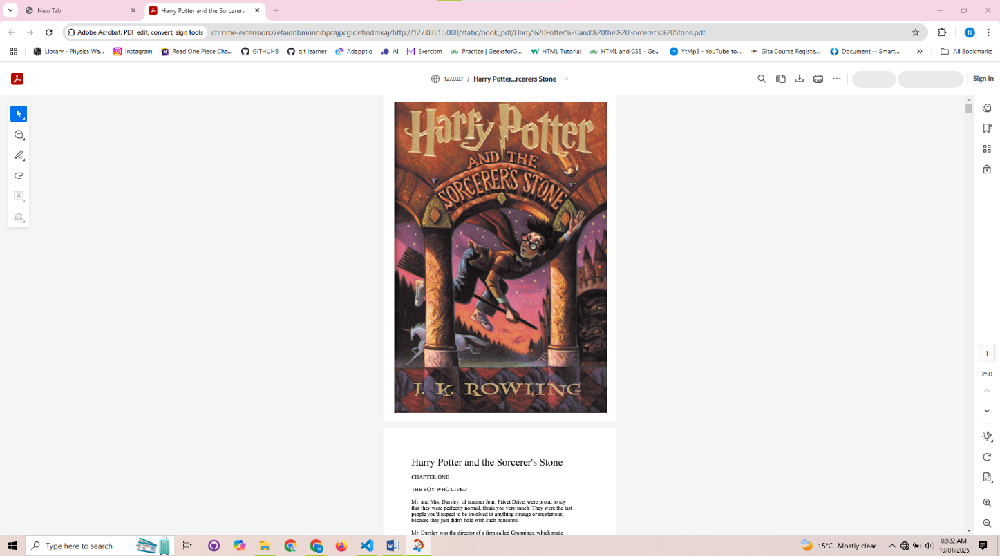 New Tab
Harry Potter and the Sorcerers S
Adobe Acrobat: PDF edit, convert, sign tools
chrome-extension://efaidnbmnnnibpcajpcglclefindmkaj/http://127.0.0.1:5000/static/book_pdf/Harry%20Potter%20and%20the%20Sorcerer's%20Stone.pdf
N
Library - Physics Wa...
Instagram
Read One Piece Cha...
GITHUHB
git learner
Adapptio
AI
Exercism
Practice | GeeksforG...
HTML Tutorial
HTML and CSS - Ge...
YtMp3 - YouTube to...
Gita Course Registe...
Document -- Smart...
All Bookmarks
127.0.0.1 / Harry Potter...rcerers Stone
Sign in
Harry Potter
AND THE
SORCERER'S STONE
J. K. ROWLING
1
250
Harry Potter and the Sorcerer's Stone
CHAPTER ONE
THE BOY WHO LIVED
Mr. and Mrs. Dursley, of number four, Privet Drive, were proud to say
that they were perfectly normal, thank you very much. They were the last
people you'd expect to be involved in anything strange or mysterious,
because they just didn't hold with such nonsense.
Mr. Dursley was the director of a firm called Grunnings, which made
Type here to search
15°C Mostly clear
02:22 AM
10/01/2025